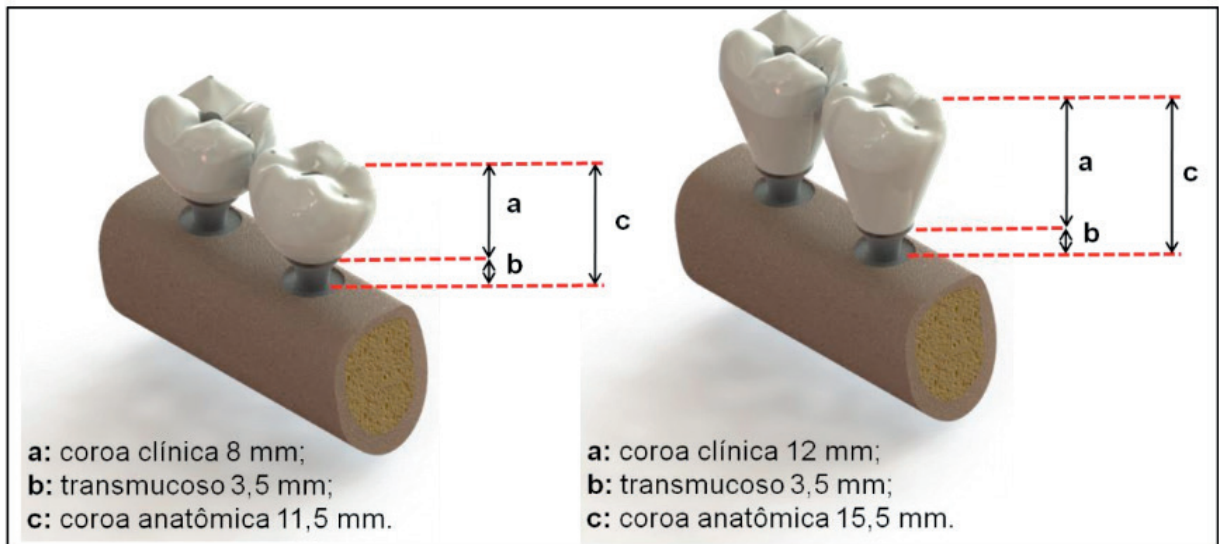 a
b
c
a
b
c
a: coroa clínica 8 mm;
b: transmucoso 3,5 mm;
c: coroa anatômica 11,5 mm.
a: coroa clínica 12 mm;
b: transmucoso 3,5 mm;
c: coroa anatômica 15,5 mm.